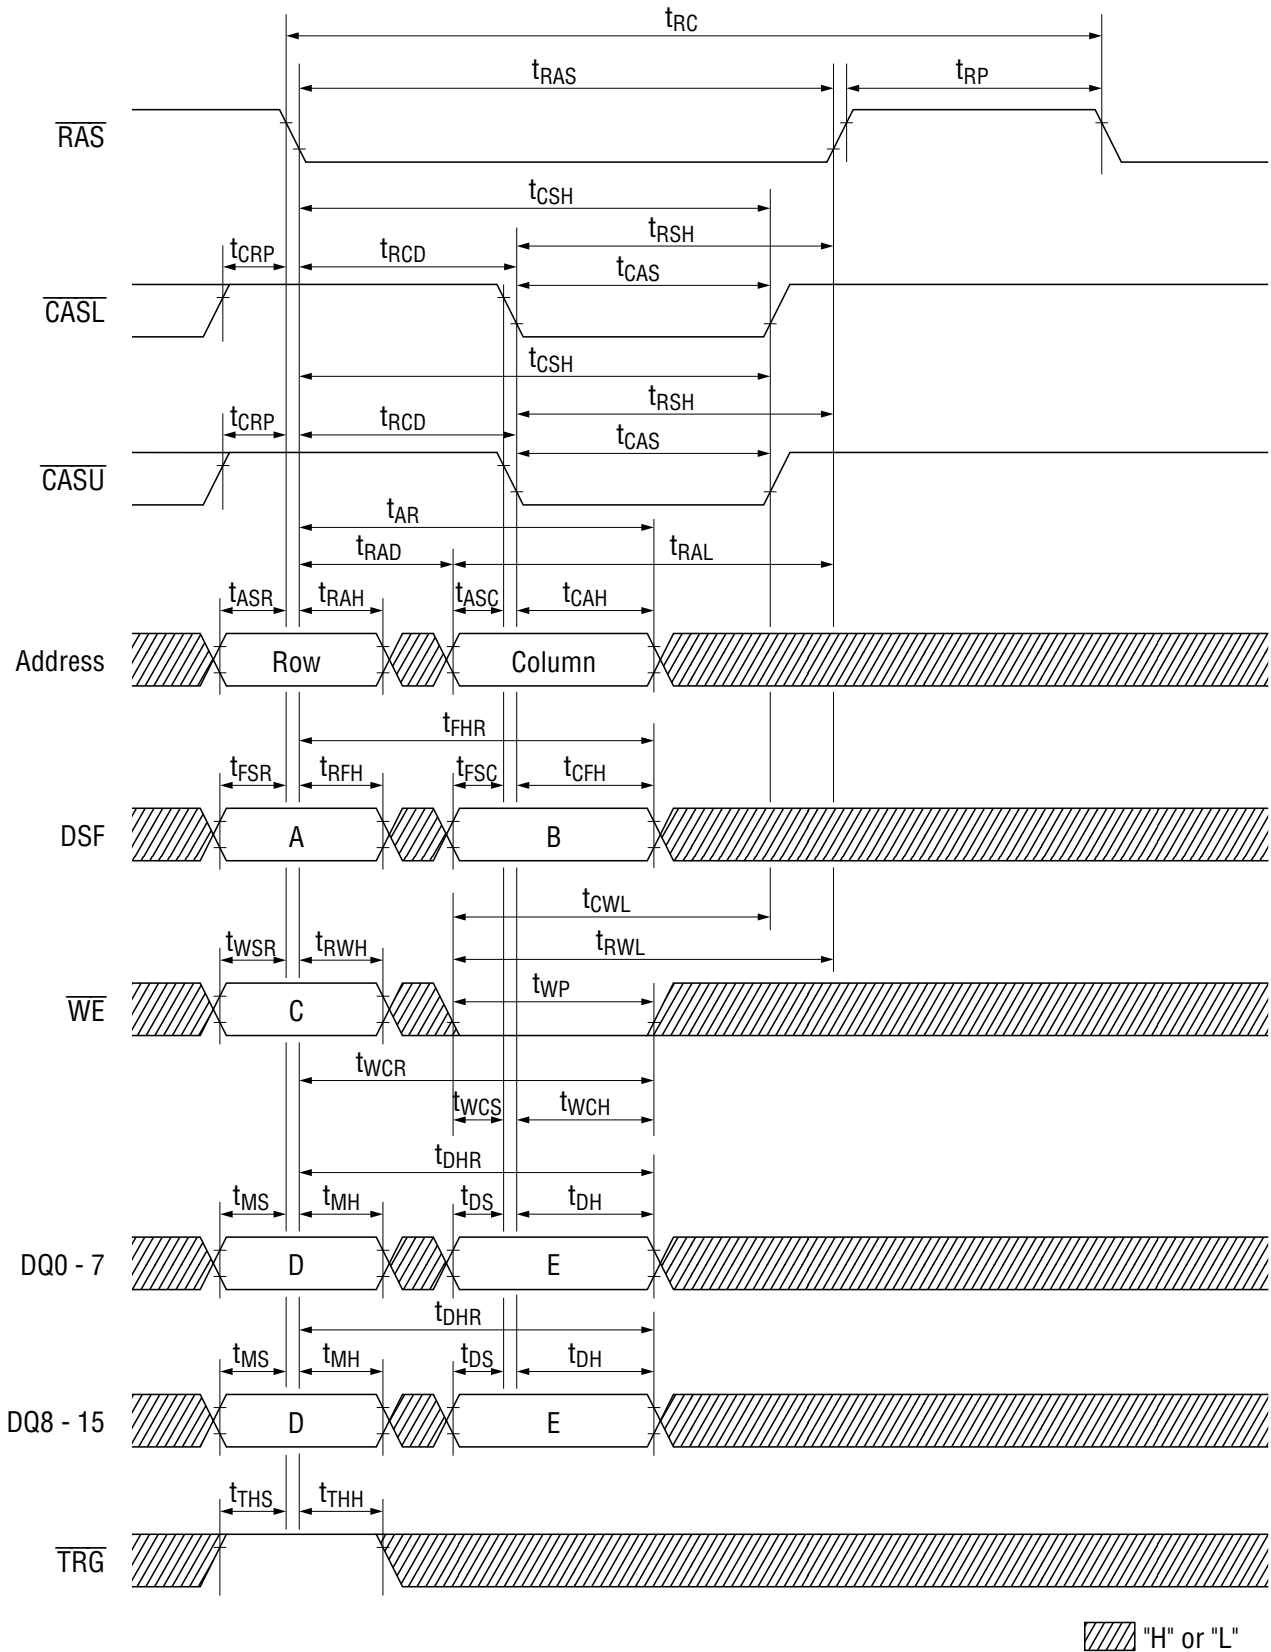 tRC
tRAS
tRP
RAS
tCSH
tRSH
tCRP
tRCD
tCAS
CASL
tCSH
tRSH
tCRP
tRCD
tCAS
CASU
tAR
tRAD
tRAL
tASR
tRAH
tASC
tCAH
Address
Row
Column
tFHR
tFSR
tRFH
tFSC
tCFH
DSF
A
B
tCWL
tWSR
tRWH
tRWL
tWP
WE
C
tWCR
tWCS
tWCH
tDHR
tMS
tMH
tDS
tDH
DQ0 - 7
D
E
tDHR
tMS
tMH
tDS
tDH
DQ8 - 15
D
E
tTHS
tTHH
TRG
"H" or "L"